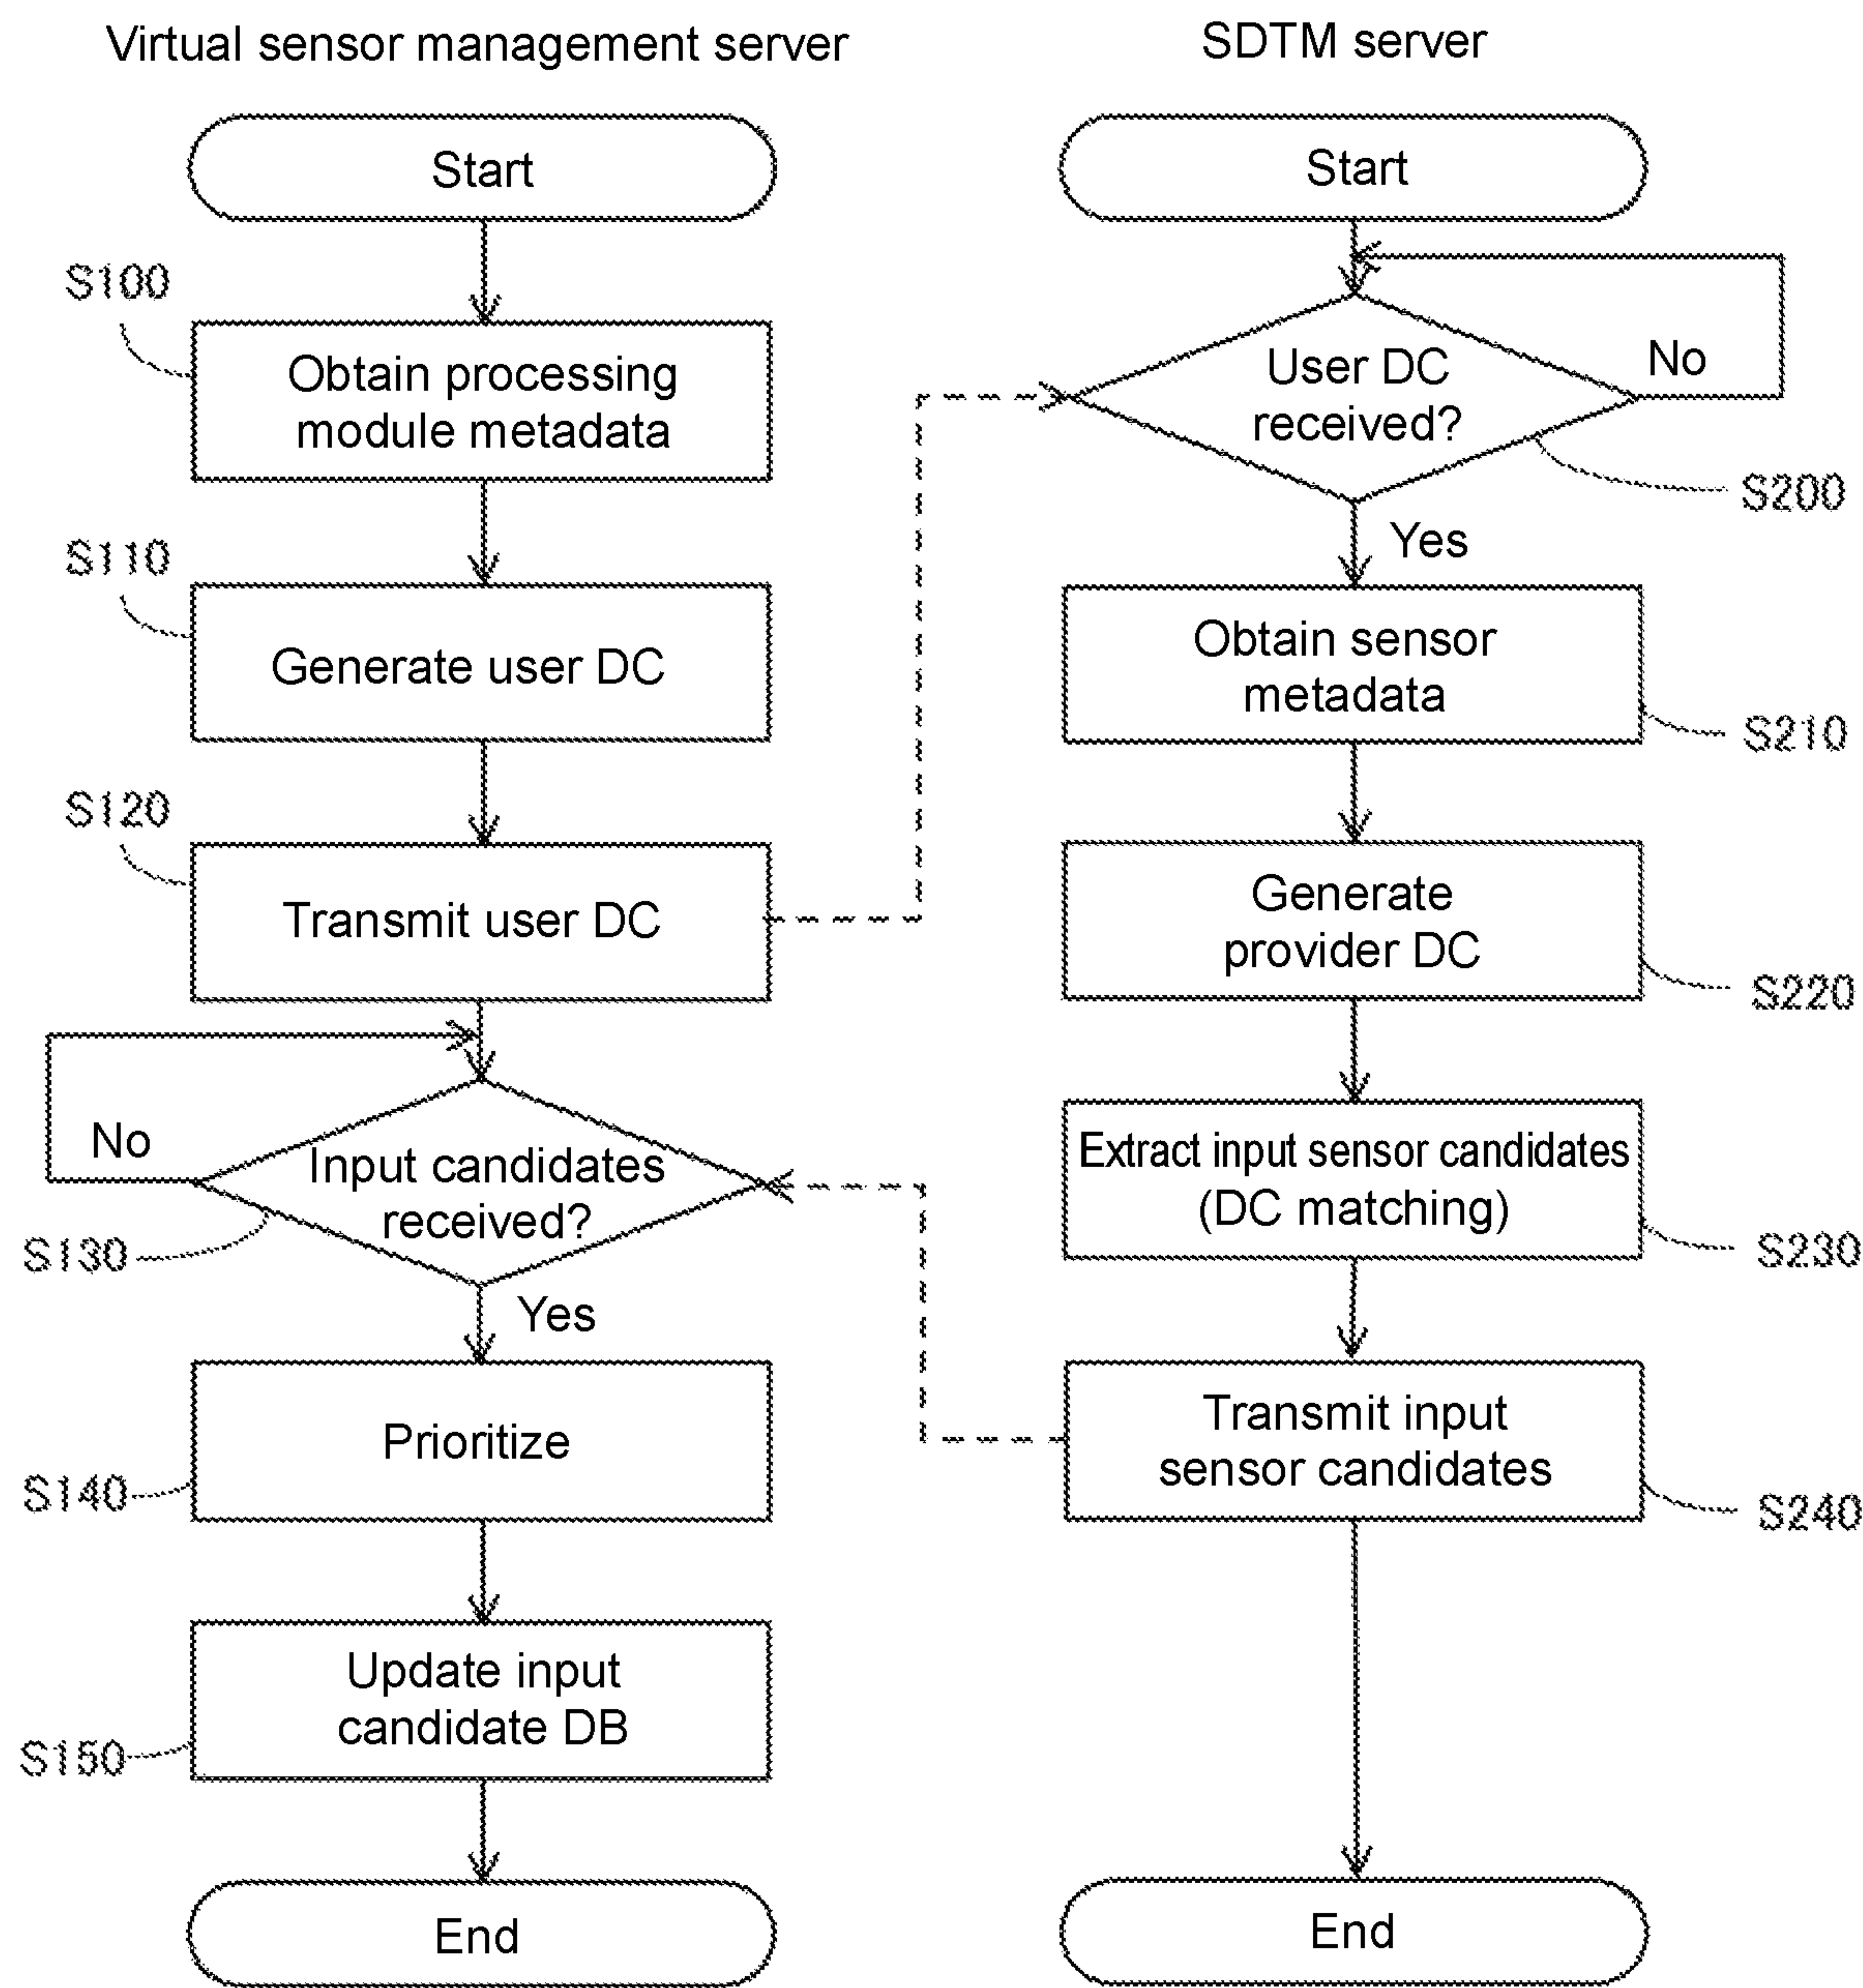 Virtual sensor management server
Start
S100
Obtain processing
module metadata
S110
Generate user DC
S120
Transmit user DC
No
Input candidates
received?
S130
Yes
Prioritize
S140
Update input
candidate DB
S150
End
SDTM server
Start
User DC
received?
No
S200
Yes
Obtain sensor
metadata
S210
Generate
provider DC
S220
Extract input sensor candidates
(DC matching)
S230
Transmit input
sensor candidates
S240
End